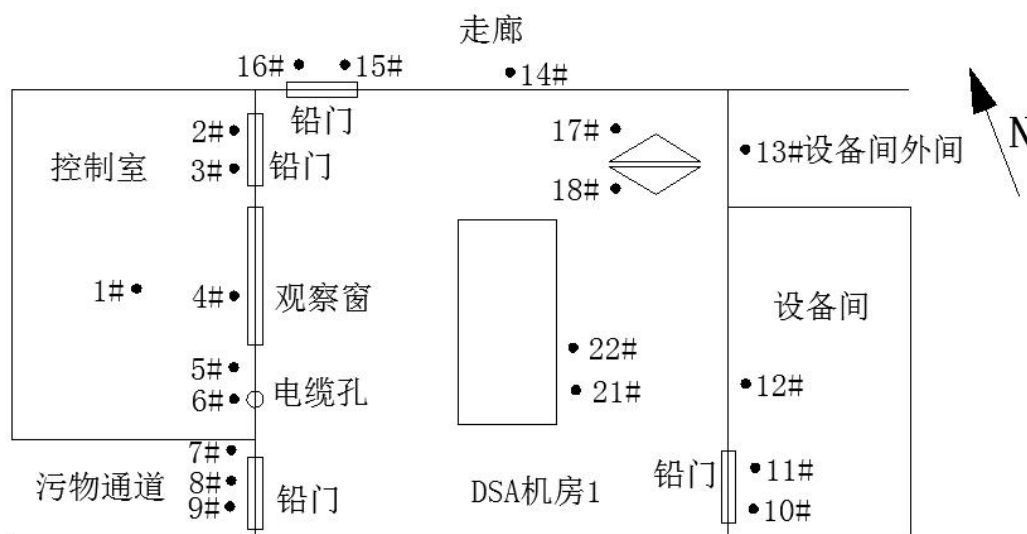 走廊
16#
15#
14#
铅门
2#
17#
控制室
3#
铅门
13#设备间外间
N
18#
1#
4#
观察窗
设备间
22#
5#
21#
12#
6#
电缆孔
7#
污物通道
8#
9#
铅门
DSA机房1
铅门
11#
10#